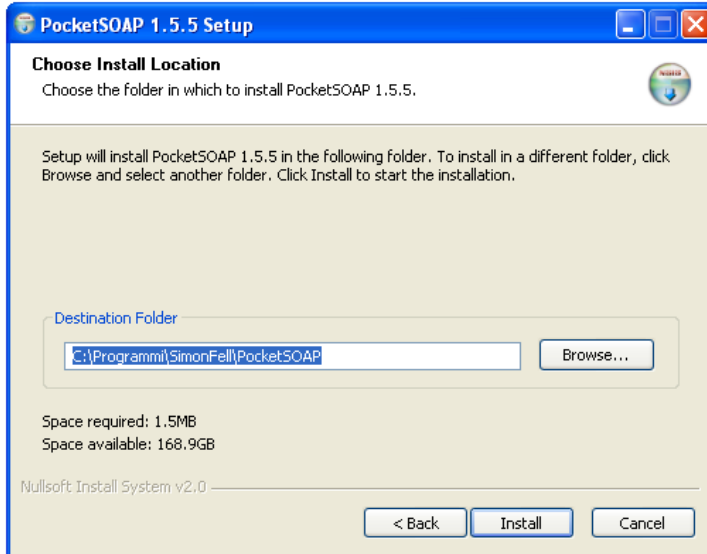 PocketSOAP 1.5.5 Setup
Choose Install Location
Choose the folder in which to install PocketSOAP 1.5.5.
Setup will install PocketSOAP 1.5.5 in the following folder. To install in a different folder, click
Browse and select another folder. Click Install to start the installation.
Destination Folder
C:\Programmi\SimonFell\PocketSOAP
Browse...
Space required: 1.5MB
Space available: 168.9GB
Nullsoft Install System v2.0
< Back
Install
Cancel